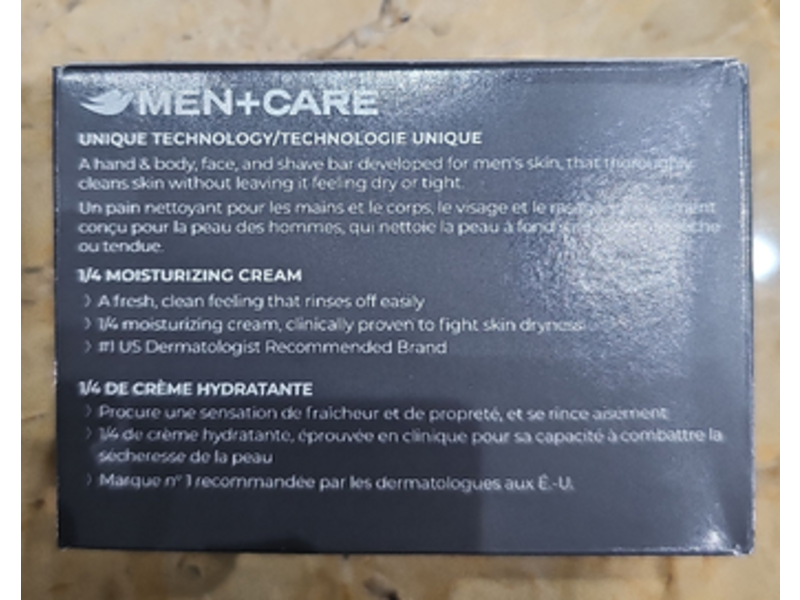 MEN+CARE
UNIQUE TECHNOLOGY/TECHNOLOGIE UNIQUE
A hand & body, face, and shave bar developed for men's skin, that thoroughly
cleans skin without leaving it feeling dry or tight.
Un pain nettoyant pour les mains et le corps, le visage et le
conçu pour la peau des hommes, qui nettoie la peau à fond
ou tendue.
1/4 MOISTURIZING CREAM
› A fresh, clean feeling that rinses off easily
› 1/4 moisturizing cream, clinically proven to fight skin dryness
› #1 US Dermatologist Recommended Brand
1/4 DE CRÈME HYDRATANTE
› Procure une sensation de fraîcheur et de propreté, et se rince aisément
› 1/4 de crème hydratante, éprouvée en clinique pour sa capacité à combattre la
sécheresse de la peau
› Marque n° 1 recommandée par les dermatologues aux É.-U.